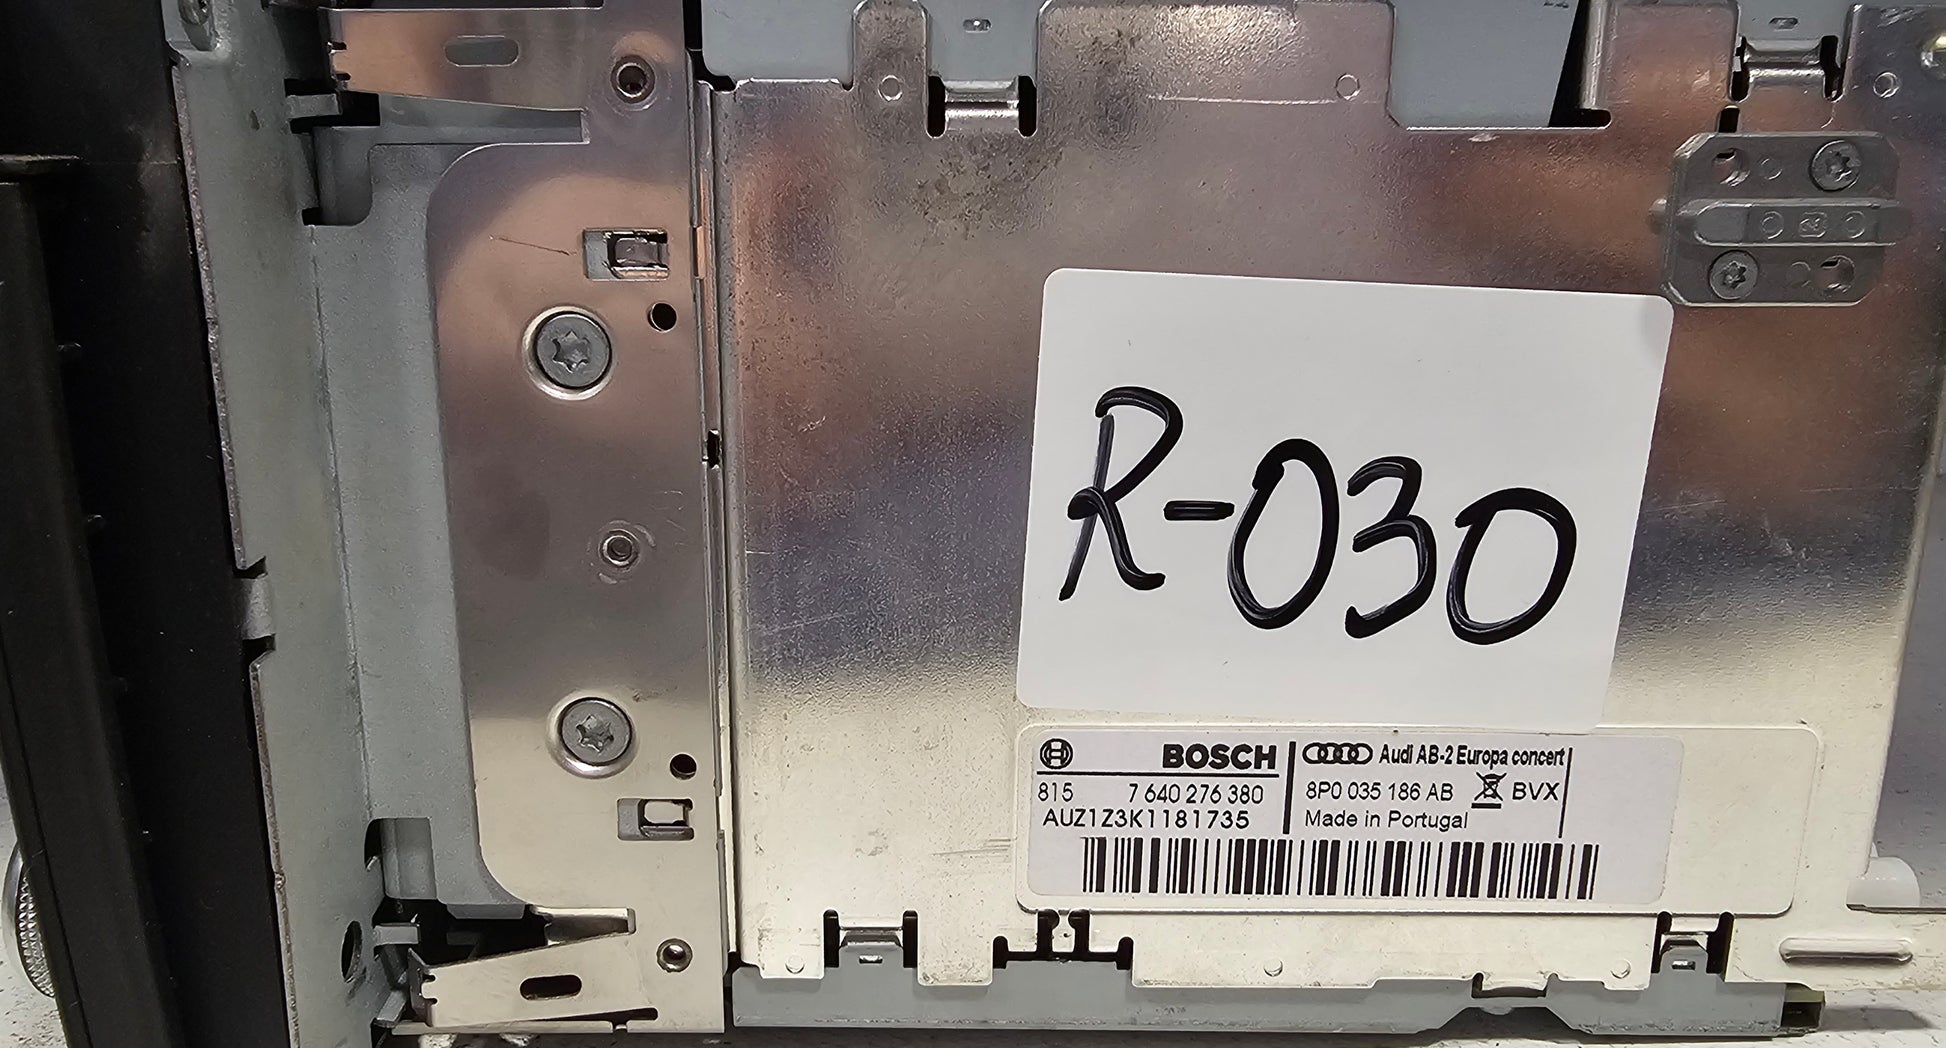 R-030
BOSCH
815 7 640 276 380
AUZ1Z3K1181735
Audi AB-2 Europa concert
8P0 035 186 AB BVX
Made in Portugal